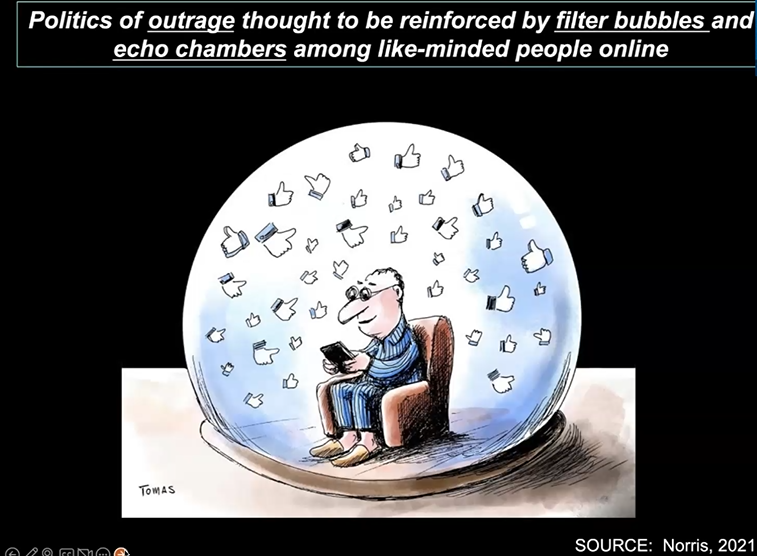 Politics of outrage thought to be reinforced by filter bubbles and
echo chambers among like-minded people online
TOMAS
SOURCE: Norris, 2021